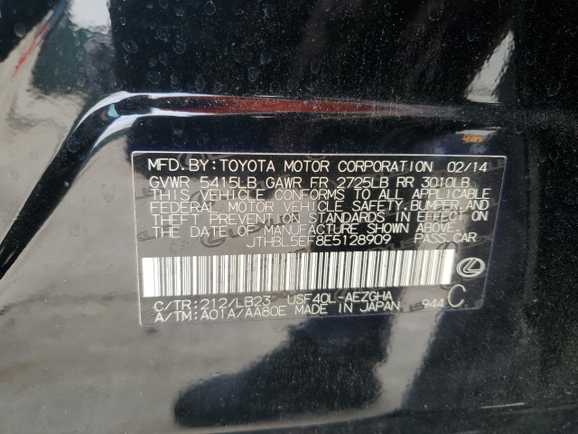 MFD. BY: TOYOTA MOTOR CORPORATION 02/14
GVWR 5415LB GAWR FR 2725LB RR 3010LB
THIS VEHICLE CONFORMS TO ALL APPLICABLE
FEDERAL MOTOR VEHICLE SAFETY, BUMPER, AND
THEFT PREVENTION STANDARDS IN EFFECT ON
THE DATE OF MANUFACTURE SHOWN ABOVE.
JTHBL5EF8E5128909 PASS. CAR
C/TR: 212/LB23 USF40L-AEZGHA
A/TM: A01A/AA80E MADE IN JAPAN 944 C